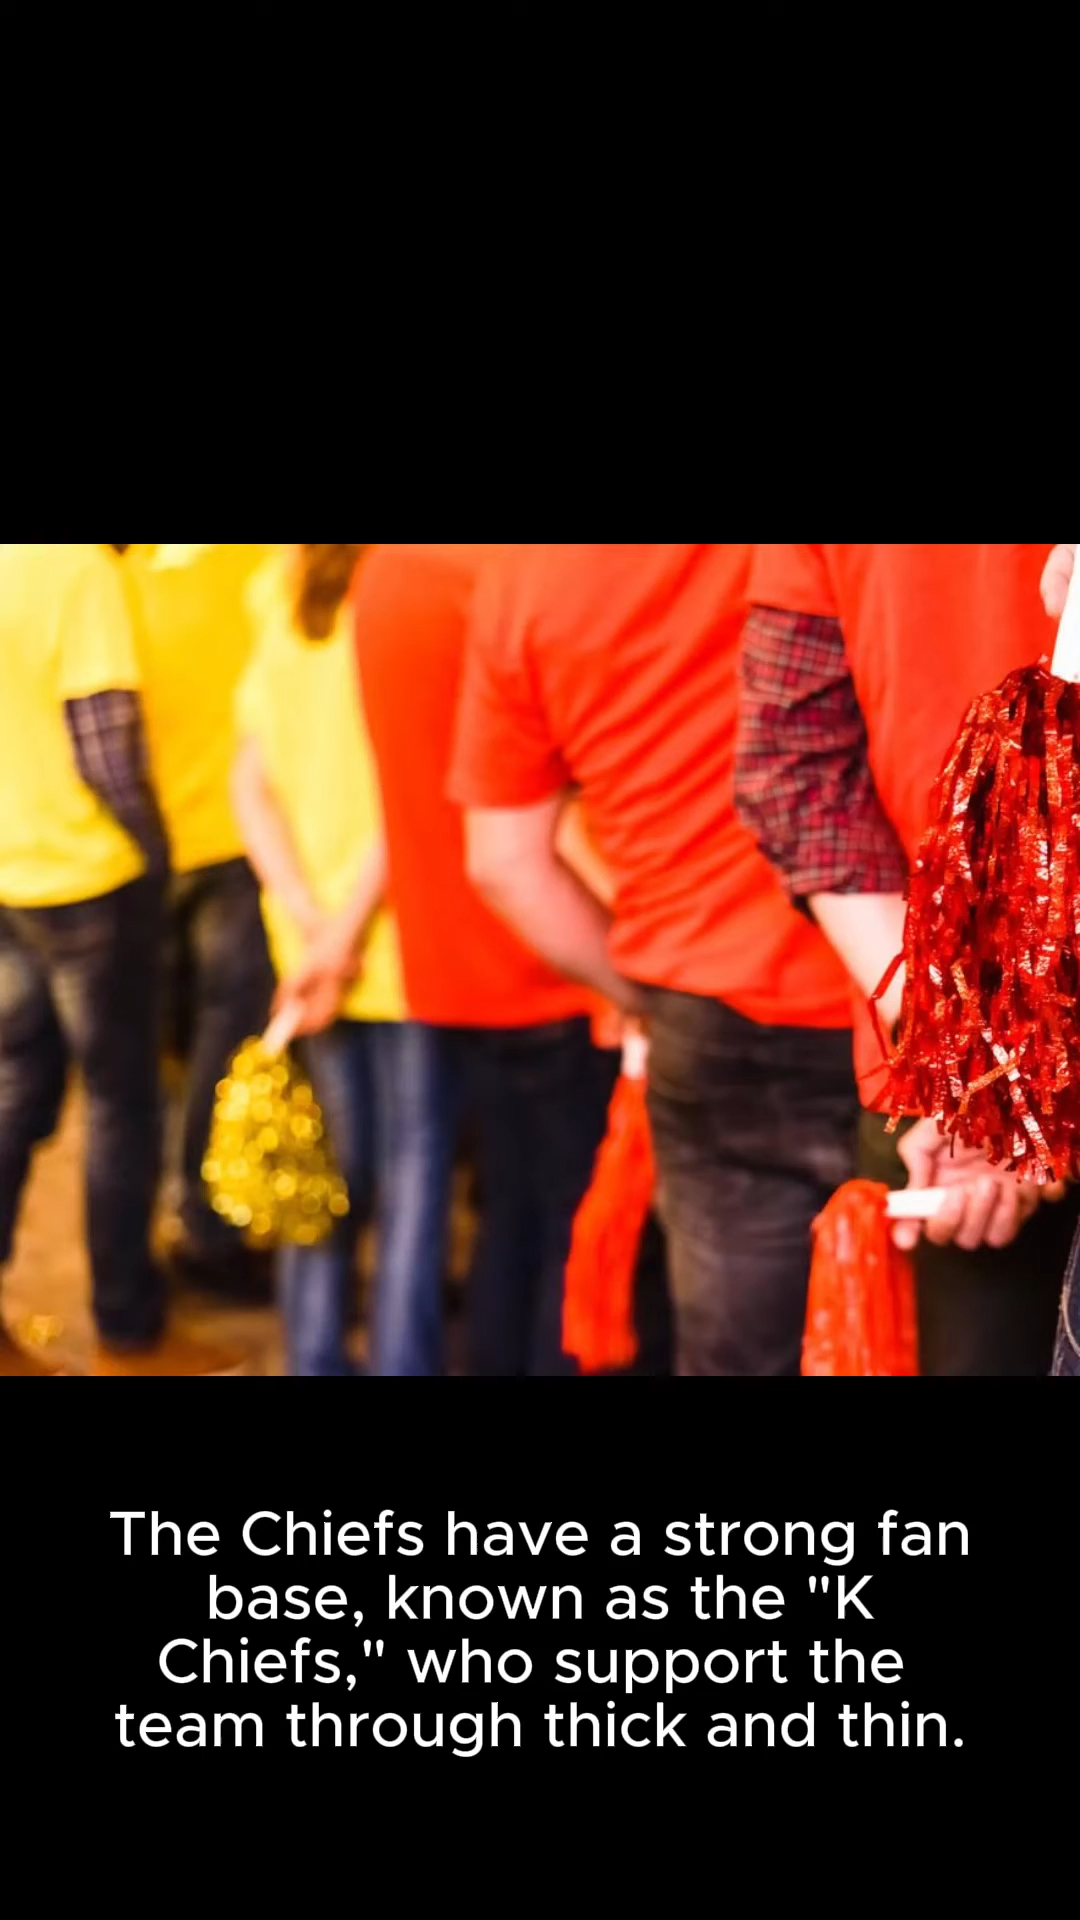 The Chiefs have a strong fan
base, known as the "K
Chiefs," who support the
team through thick and thin.